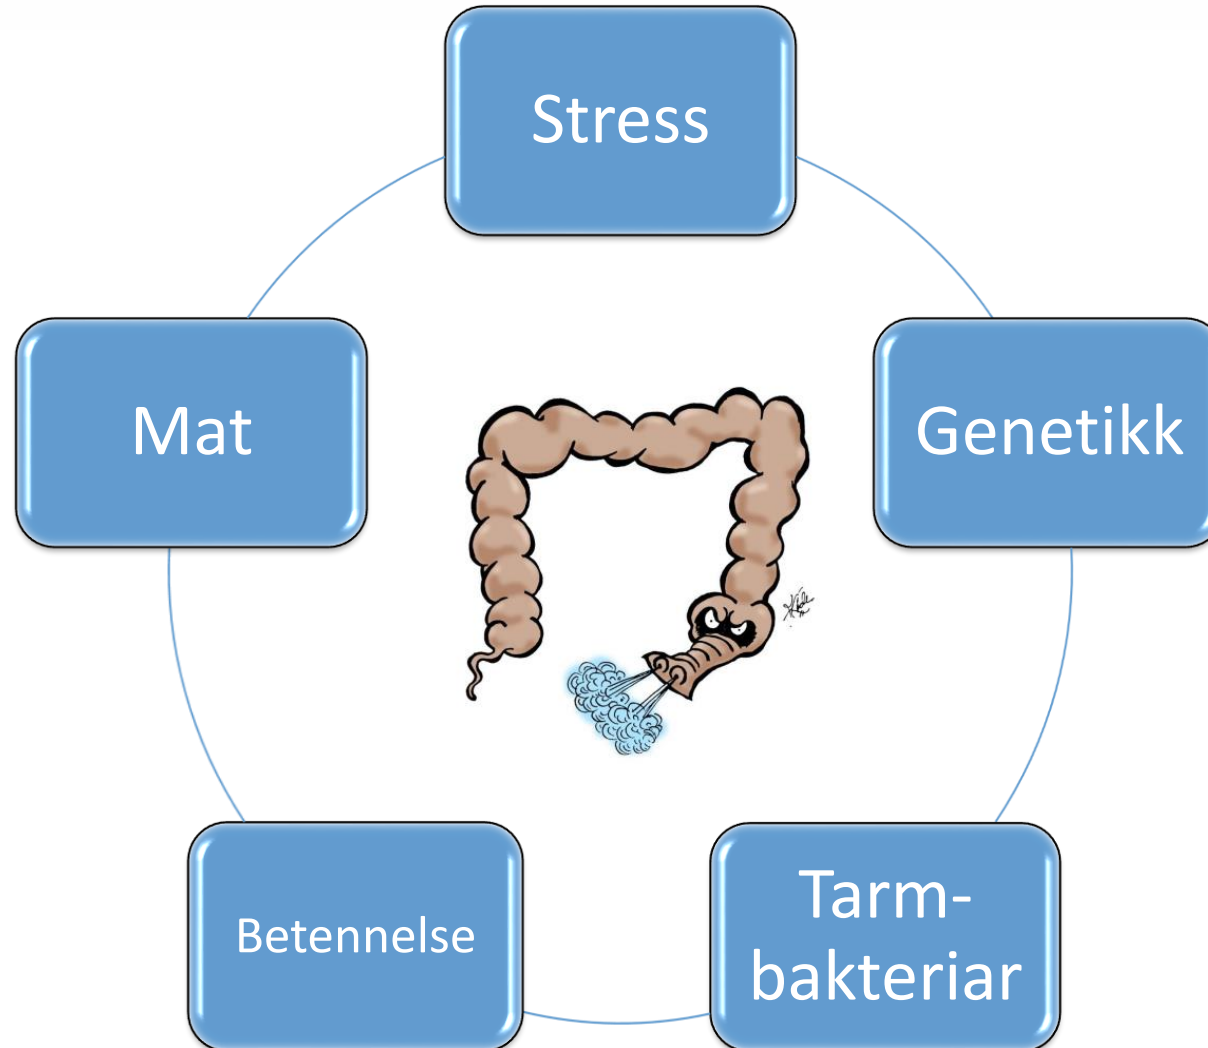 Stress
Genetikk
Tarm-
bakteriar
Betennelse
Mat